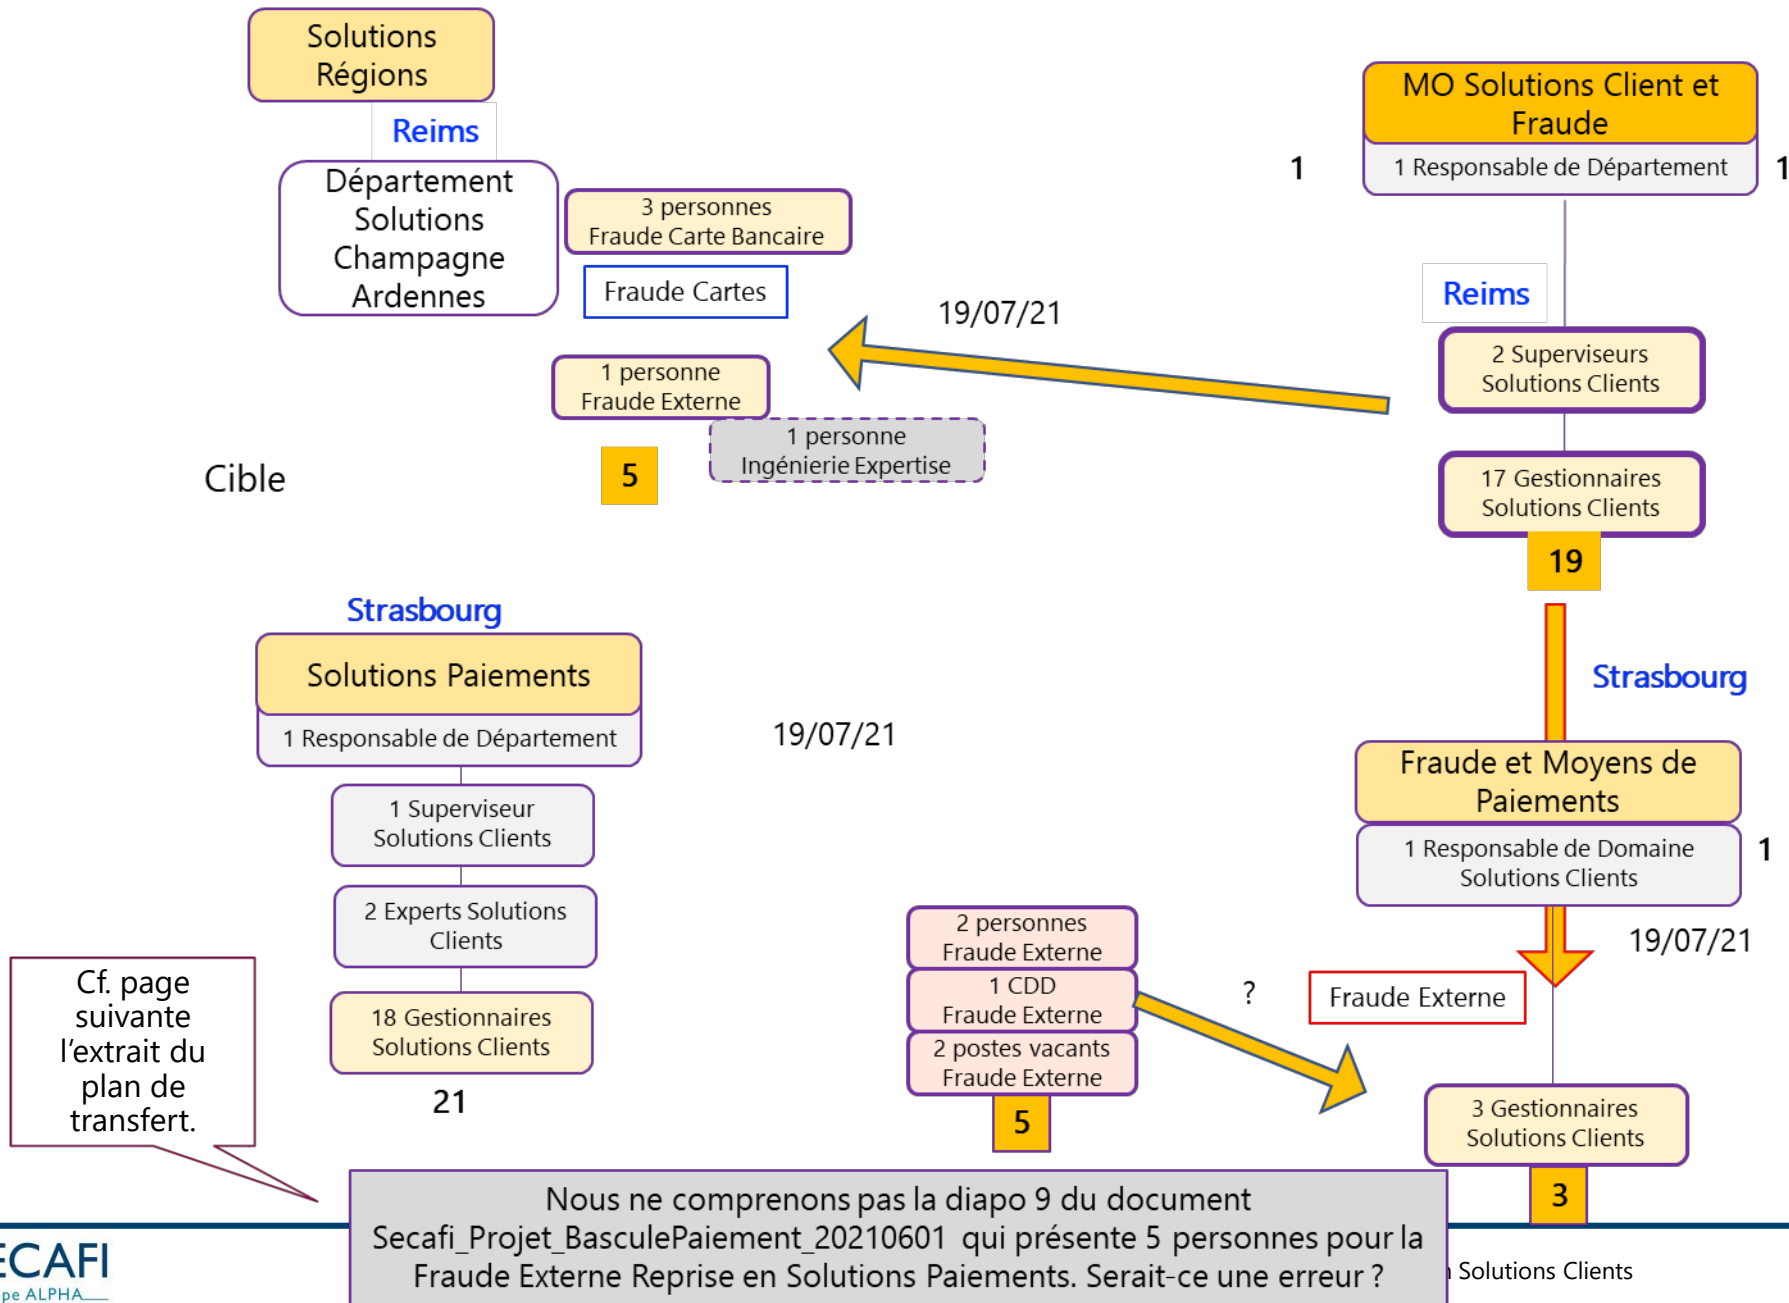 Solutions
Régions
Reims
Département
Solutions
Champagne
Ardennes
3 personnes
Fraude Carte Bancaire
Fraude Cartes
1 personne
Fraude Externe
1 personne
Ingénierie Expertise
Cible
5
19/07/21
MO Solutions Client et
Fraude
1
1 Responsable de Département
1
Reims
2 Superviseurs
Solutions Clients
17 Gestionnaires
Solutions Clients
19
Strasbourg
Solutions Paiements
1 Responsable de Département
1 Superviseur
Solutions Clients
2 Experts Solutions
Clients
18 Gestionnaires
Solutions Clients
21
19/07/21
Strasbourg
Fraude et Moyens de
Paiements
1 Responsable de Domaine
Solutions Clients
1
19/07/21
2 personnes
Fraude Externe
1 CDD
Fraude Externe
2 postes vacants
Fraude Externe
5
?
Fraude Externe
3 Gestionnaires
Solutions Clients
3
Cf. page
suivante
l'extrait du
plan de
transfert.
Nous ne comprenons pas la diapo 9 du document
Secafi_Projet_BasculePaiement_20210601 qui présente 5 personnes pour la
Fraude Externe Reprise en Solutions Paiements. Serait-ce une erreur ?
ECAFI
pe ALPHA
Solutions Clients